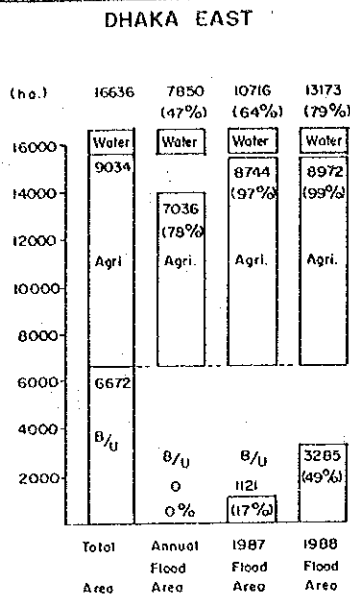 DHAKA EAST
(ha.) 16636 7850 10716 13173
(47%) (64%) (79%)
Water Water Water Water
16000
9034 8744 8972
(97%) (99%)
14000
7036
(78%)
12000
Agri Agri. Agri. Agri.
10000
8000
6000
6672
4000
B/U B/U B/U 3285
(49%)
2000
0 1121
0% (17%)
Total Annual 1987 1988
Flood Flood Flood
Area Area Area Area